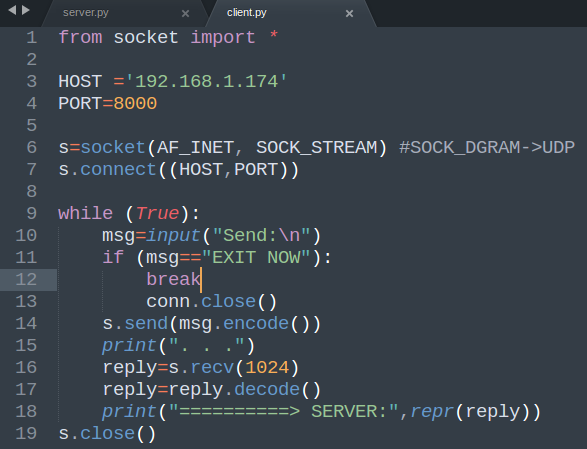 server.py × client.py ×
1 from socket import *
2
3 HOST ='192.168.1.174'
4 PORT=8000
5
6 s=socket(AF_INET, SOCK_STREAM) #SOCK_DGRAM->UDP
7 s.connect((HOST,PORT))
8
9 while (True):
10     msg=input("Send:\n")
11     if (msg=="EXIT NOW"):
12         break
13         conn.close()
14     s.send(msg.encode())
15     print(". . .")
16     reply=s.recv(1024)
17     reply=reply.decode()
18     print("==========> SERVER:",repr(reply))
19 s.close()